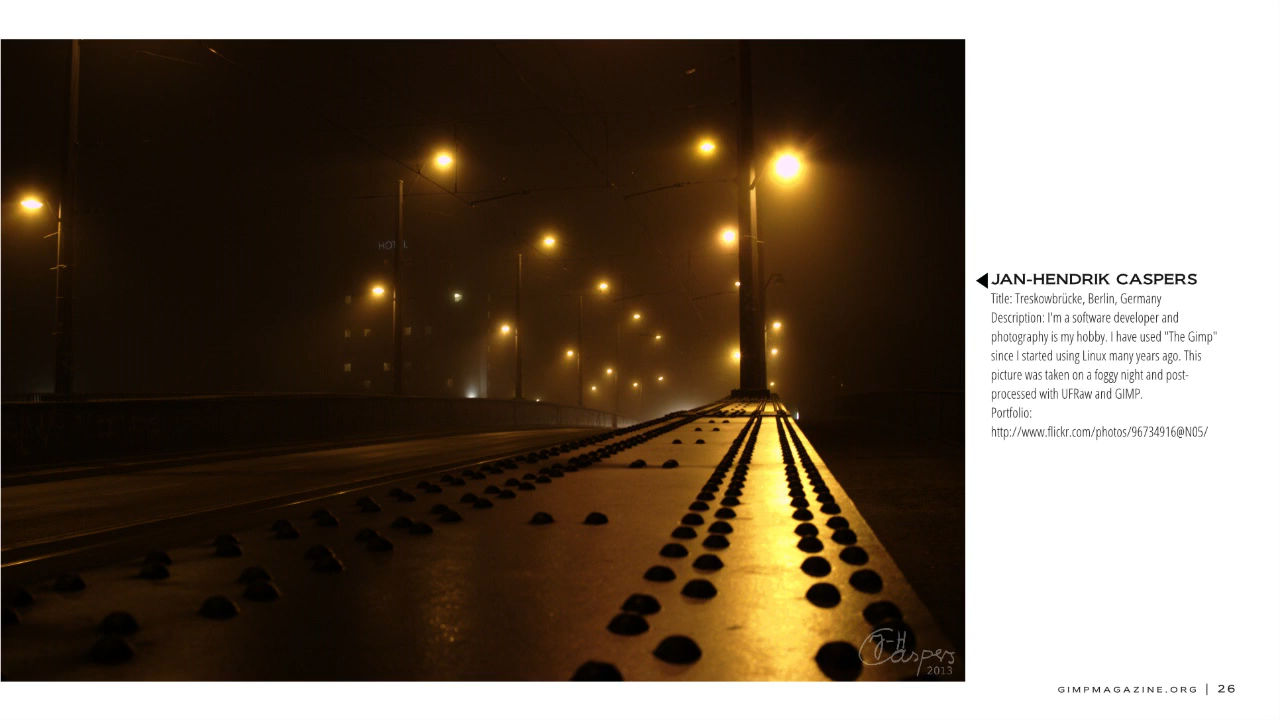 HOTEL
J-H
Caspers
2013
JAN-HENDRIK CASPERS
Title: Treskowbrücke, Berlin, Germany
Description: I'm a software developer and
photography is my hobby. I have used "The Gimp"
since I started using Linux many years ago. This
picture was taken on a foggy night and post-
processed with UFRaw and GIMP.
Portfolio:
http://www.flickr.com/photos/96734916@N05/
GIMPMAGAZINE.ORG | 26